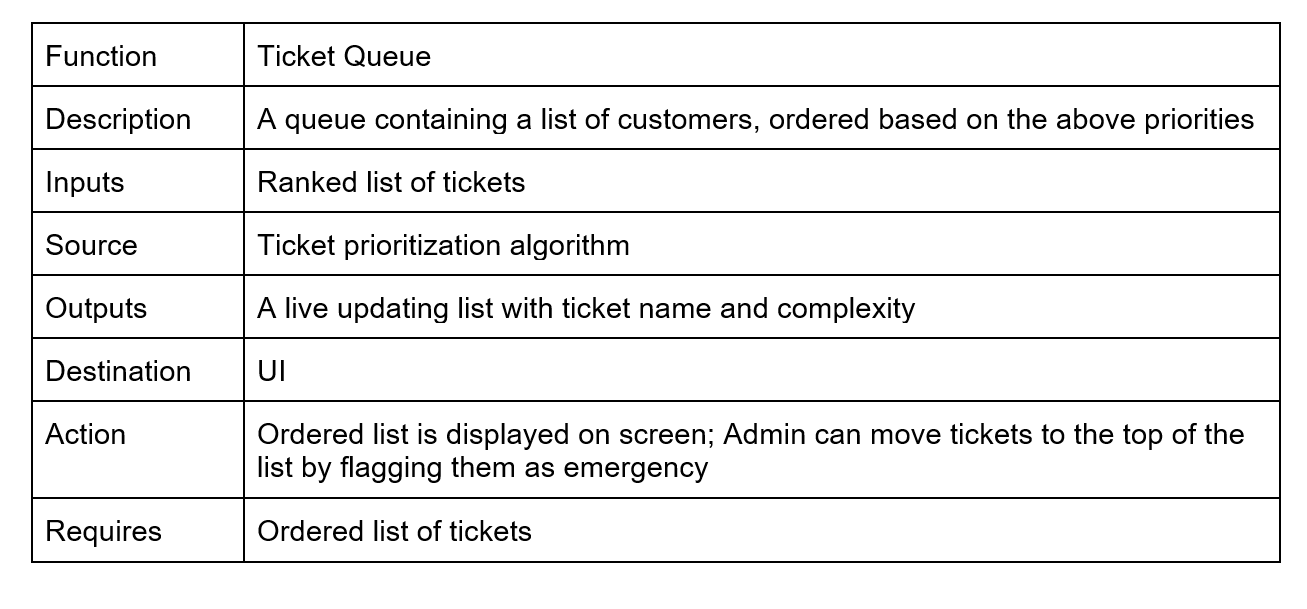 Function Ticket Queue
Description A queue containing a list of customers, ordered based on the above priorities
Inputs Ranked list of tickets
Source Ticket prioritization algorithm
Outputs A live updating list with ticket name and complexity
Destination UI
Action Ordered list is displayed on screen; Admin can move tickets to the top of the
list by flagging them as emergency
Requires Ordered list of tickets